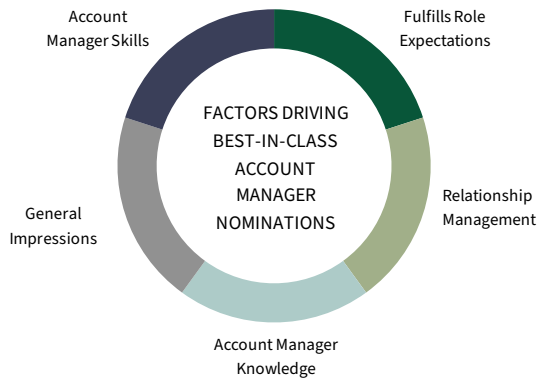 Account
Manager Skills
Fulfills Role
Expectations
FACTORS DRIVING
BEST-IN-CLASS
ACCOUNT
MANAGER
NOMINATIONS
Relationship
Management
General
Impressions
Account Manager
Knowledge